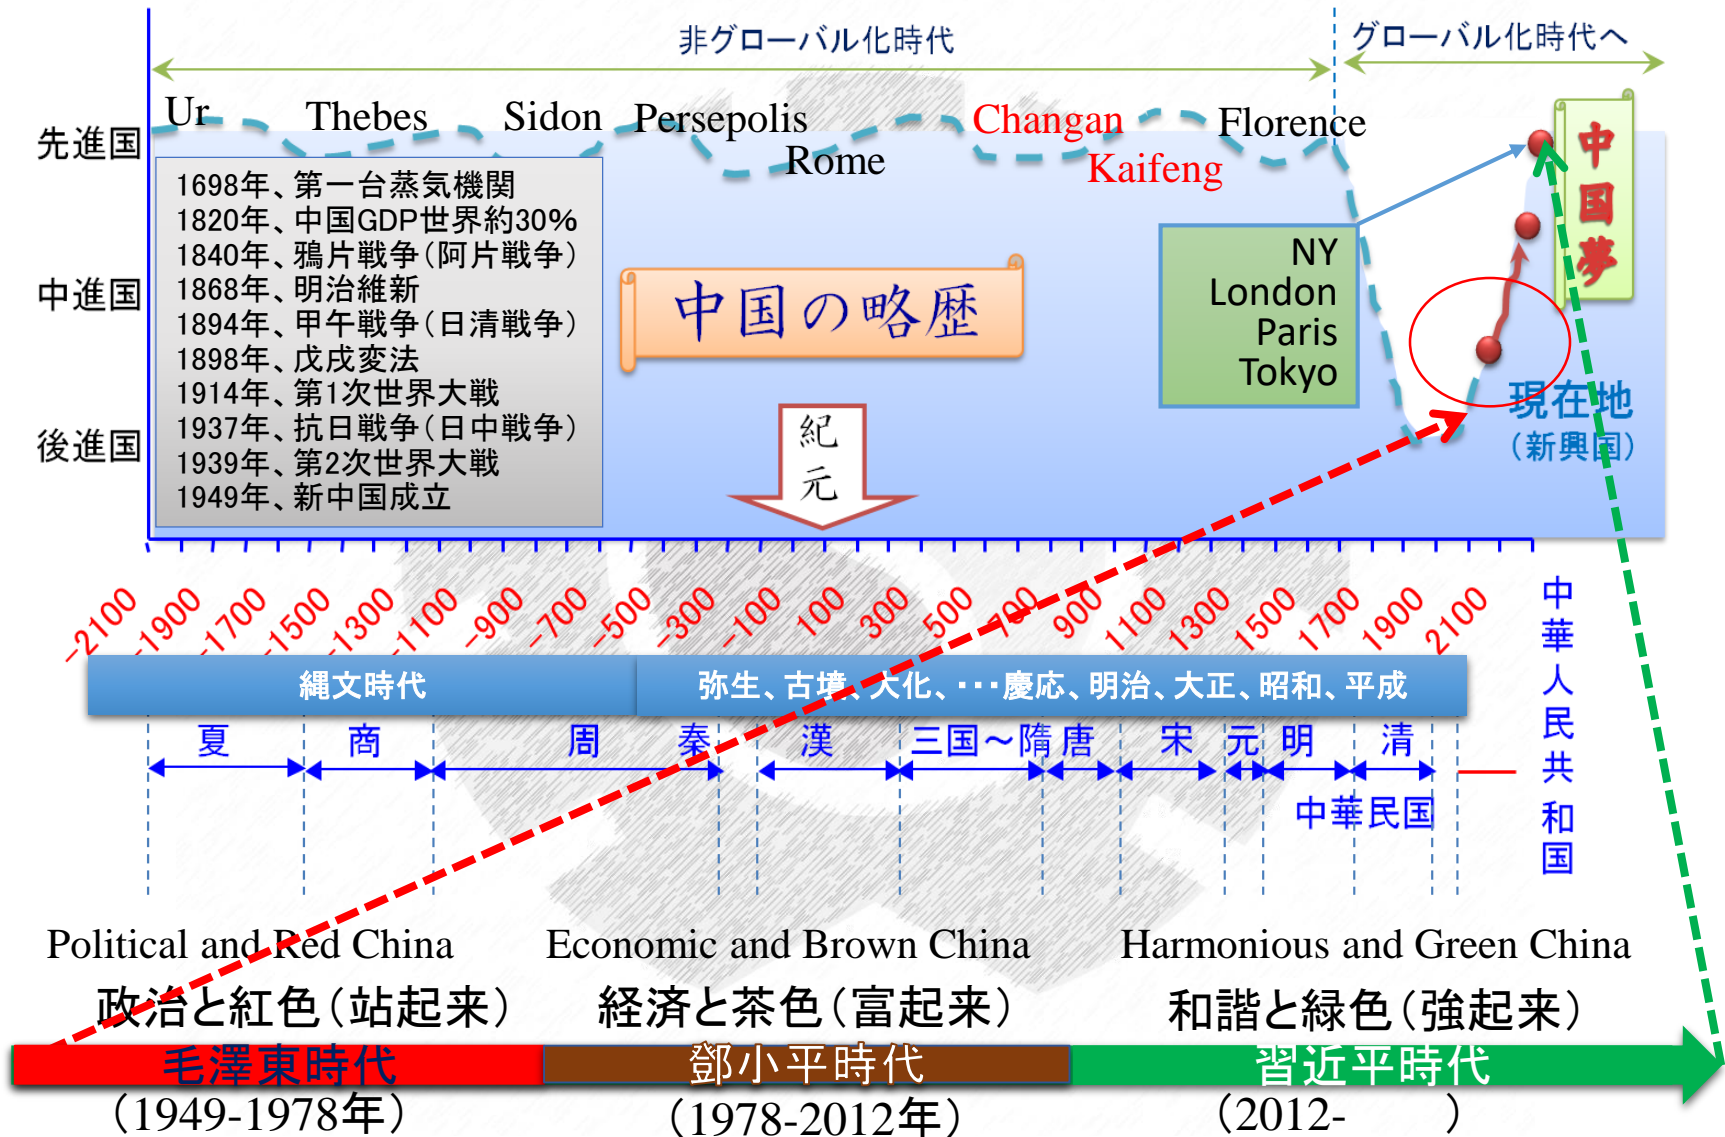 非グローバル化時代
グローバル化時代へ
Ur
Thebes
Sidon
Persepolis
Rome
Changan
Kaifeng
Florence
先進国
中進国
後進国
1698年、第一台蒸気機関
1820年、中国GDP世界約30%
1840年、鴉片戦争（阿片戦争）
1868年、明治維新
1894年、甲午戦争（日清戦争）
1898年、戊戌変法
1914年、第1次世界大戦
1937年、抗日戦争（日中戦争）
1939年、第2次世界大戦
1949年、新中国成立
中国の略歴
紀元
NY
London
Paris
Tokyo
中国夢
現在地
（新興国）
-2100
-1900
-1700
-1500
-1300
-1100
-900
-700
-500
-300
-100
100
300
500
700
900
1100
1300
1500
1700
1900
2100
縄文時代
弥生、古墳、大化、・・・慶応、明治、大正、昭和、平成
夏
商
周
秦
漢
三国～隋
唐
宋
元
明
清
中華民国
中華人民共和国
Political and Red China
Economic and Brown China
Harmonious and Green China
政治と紅色（站起来）
経済と茶色（富起来）
和諧と緑色（強起来）
毛澤東時代
鄧小平時代
習近平時代
（1949-1978年）
（1978-2012年）
（2012-　　）